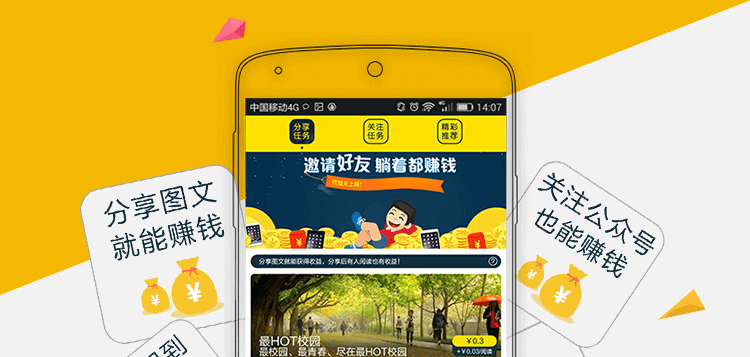 中国移动4G
4G
14:07
分享
任务
关注
任务
精彩
推荐
邀请好友 躺着都赚钱
收益无上限!
分享图文
就能赚钱
关注公众号
也能赚钱
分享图文就能获得收益，分享后有人阅读也有收益!
?
最HOT校园
最校园、最青春、尽在最HOT校园
¥0.3
+¥0.03/阅读
到